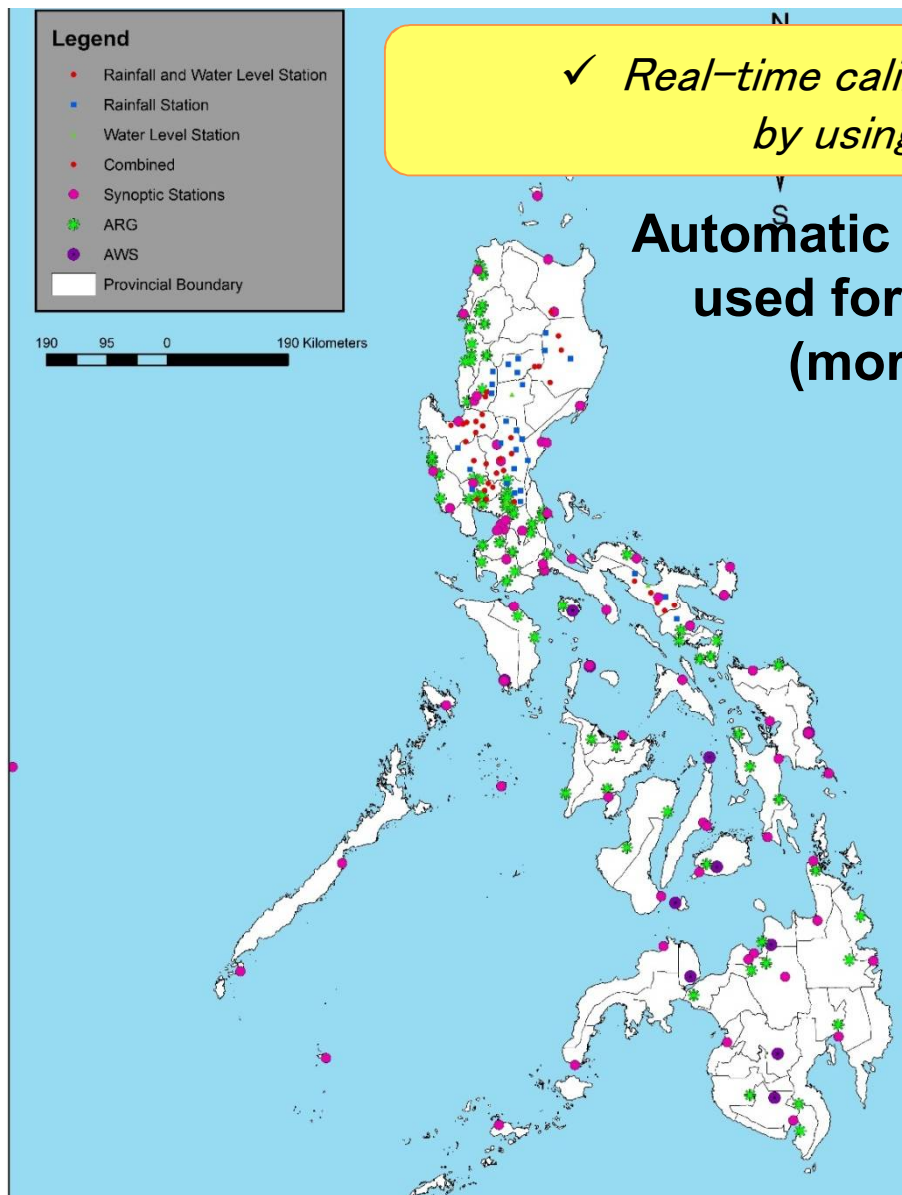 Legend
Rainfall and Water Level Station
Rainfall Station
Water Level Station
Combined
Synoptic Stations
ARG
AWS
Provincial Boundary
190 95 0 190 Kilometers
N
✓ Real-time cali
by using
S
Automatic
used for
(mor